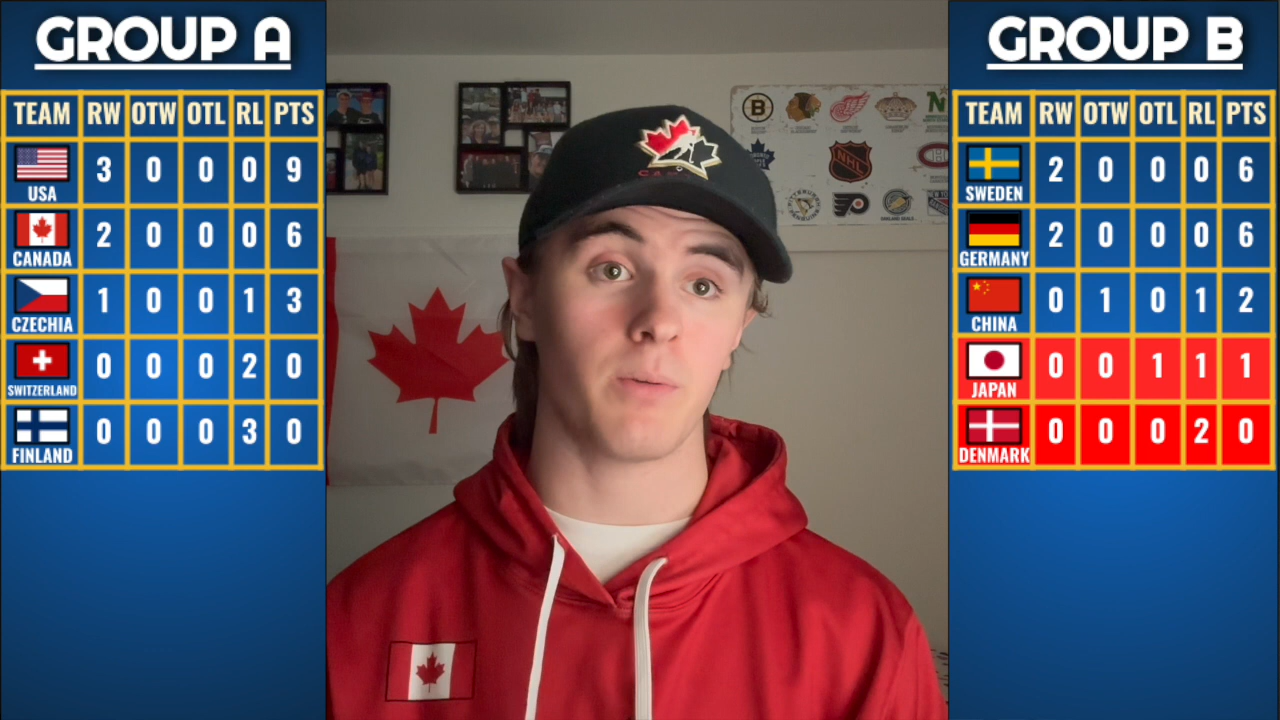 GROUP A
TEAM RW OTW OTL RL PTS
USA 3 0 0 0 9
CANADA 2 0 0 0 6
CZECHIA 1 0 0 1 3
SWITZERLAND 0 0 0 2 0
FINLAND 0 0 0 3 0
NHL
GROUP B
TEAM RW OTW OTL RL PTS
SWEDEN 2 0 0 0 6
GERMANY 2 0 0 0 6
CHINA 0 1 0 1 2
JAPAN 0 0 1 1 1
DENMARK 0 0 0 2 0